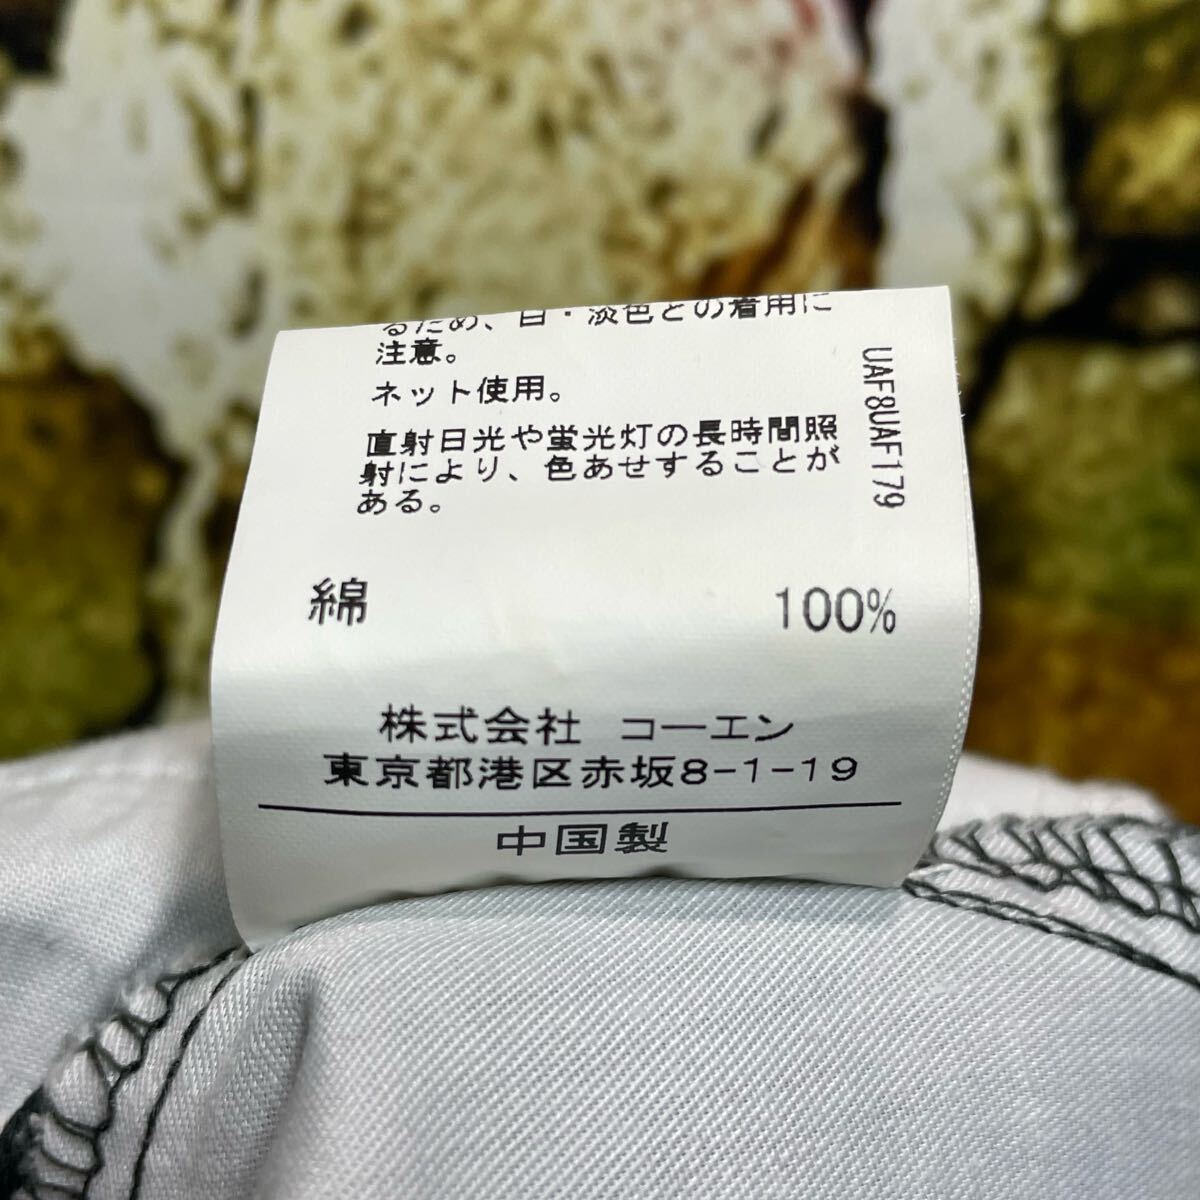 るため、白・淡色との着用に
注意。
ネット使用。
直射日光や蛍光灯の長時間照
射により、色あせすることが
ある。
UAF8UAF179
綿 100%
株式会社 コーエン
東京都港区赤坂8-1-19
中国製